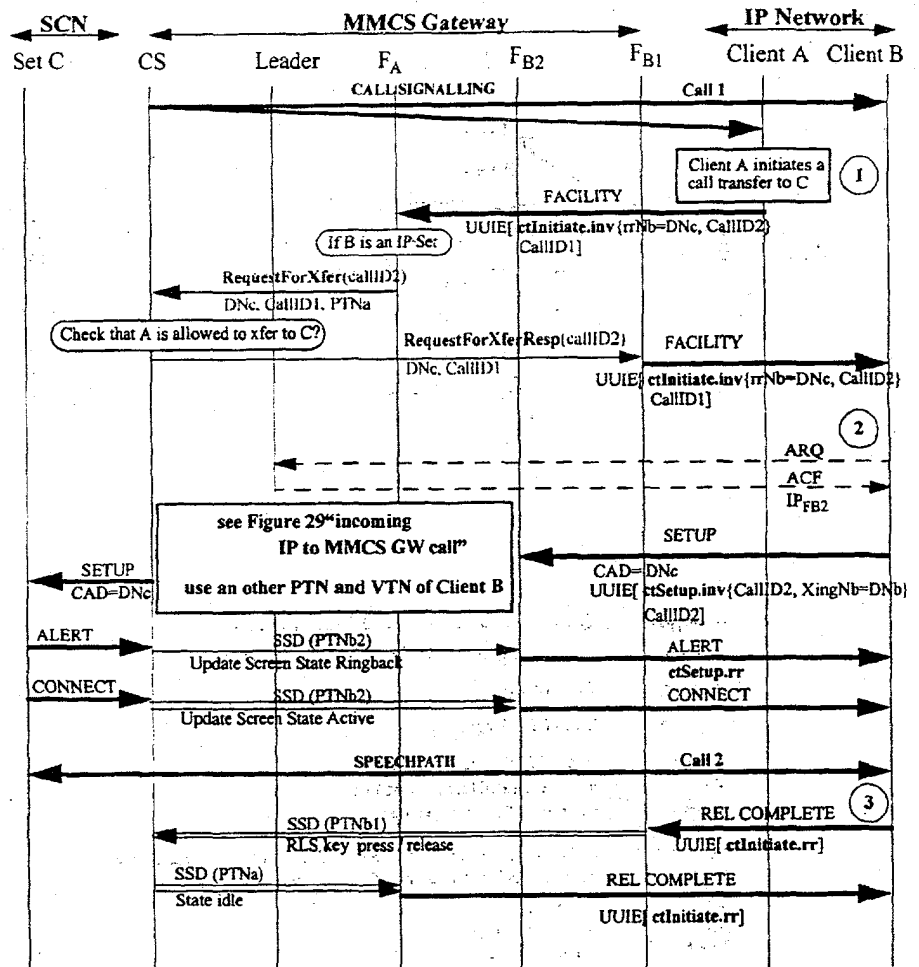 SCN
MMCS Gateway
IP Network
Set C
CS
Leader
FA
FB2
FB1
Client A
Client B
CALL SIGNALLING
Call 1
Client A initiates a
call transfer to C
1
FACILITY
UUIE[ ctInitiate.inv{rrNb=DNc, CallID2}
CallID1]
If B is an IP-Set
RequestForXfer(callID2)
DNc, CallID1, PTNa
Check that A is allowed to xfer to C?
RequestForXferResp(callID2}
DNc, CallID1
FACILITY
UUIE[ ctInitiate.inv{rrNb=DNc, CallID2}
CallID1]
2
ARQ
ACF
IPFB2
see Figure 29“incoming
IP to MMCS GW call”
use an other PTN and VTN of Client B
SETUP
CAD=DNc
UUIE[ ctSetup.inv{CallID2, XingNb=DNb}
CallID2]
SETUP
CAD=DNc
ALERT
SSD (PTNb2)
Update Screen State Ringback
ALERT
ctSetup.rr
CONNECT
SSD (PTNb2)
Update Screen State Active
CONNECT
SPEECHPATH
Call 2
3
REL COMPLETE
UUIE[ ctInitiate.rr]
SSD (PTNb1)
RLS key press / release
SSD (PTNa)
State idle
REL COMPLETE
UUIE[ ctInitiate.rr]